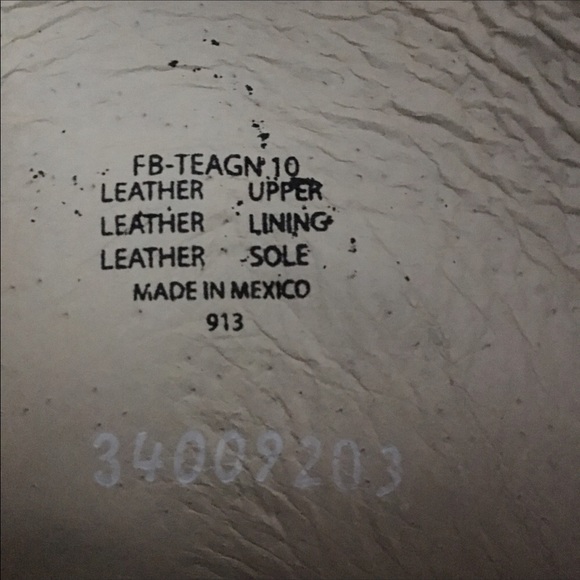 FB-TEAGN 10
LEATHER UPPER
LEATHER LINING
LEATHER SOLE
MADE IN MEXICO
913
34009203